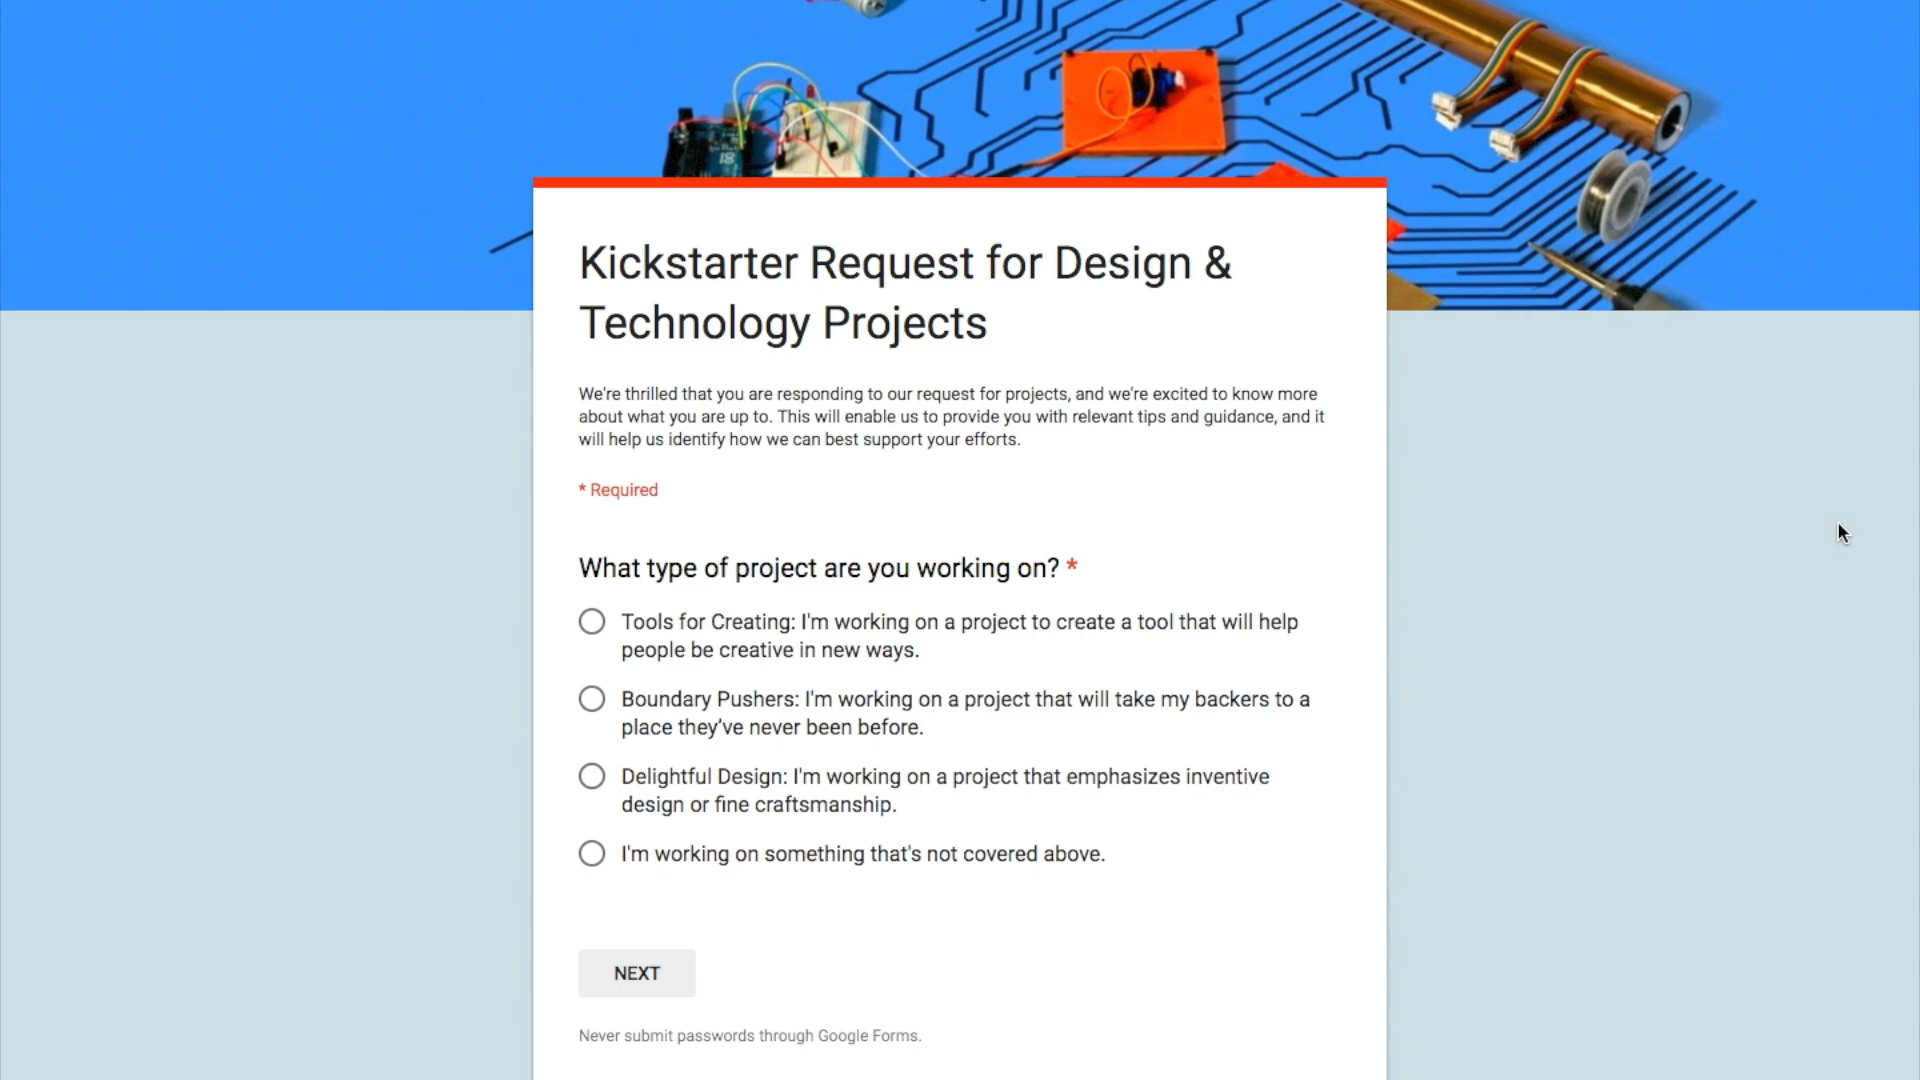 Kickstarter Request for Design &
Technology Projects
We're thrilled that you are responding to our request for projects, and we're excited to know more
about what you are up to. This will enable us to provide you with relevant tips and guidance, and it
will help us identify how we can best support your efforts.
* Required
What type of project are you working on? *
Tools for Creating: I'm working on a project to create a tool that will help
people be creative in new ways.
Boundary Pushers: I'm working on a project that will take my backers to a
place they’ve never been before.
Delightful Design: I'm working on a project that emphasizes inventive
design or fine craftsmanship.
I'm working on something that's not covered above.
NEXT
Never submit passwords through Google Forms.